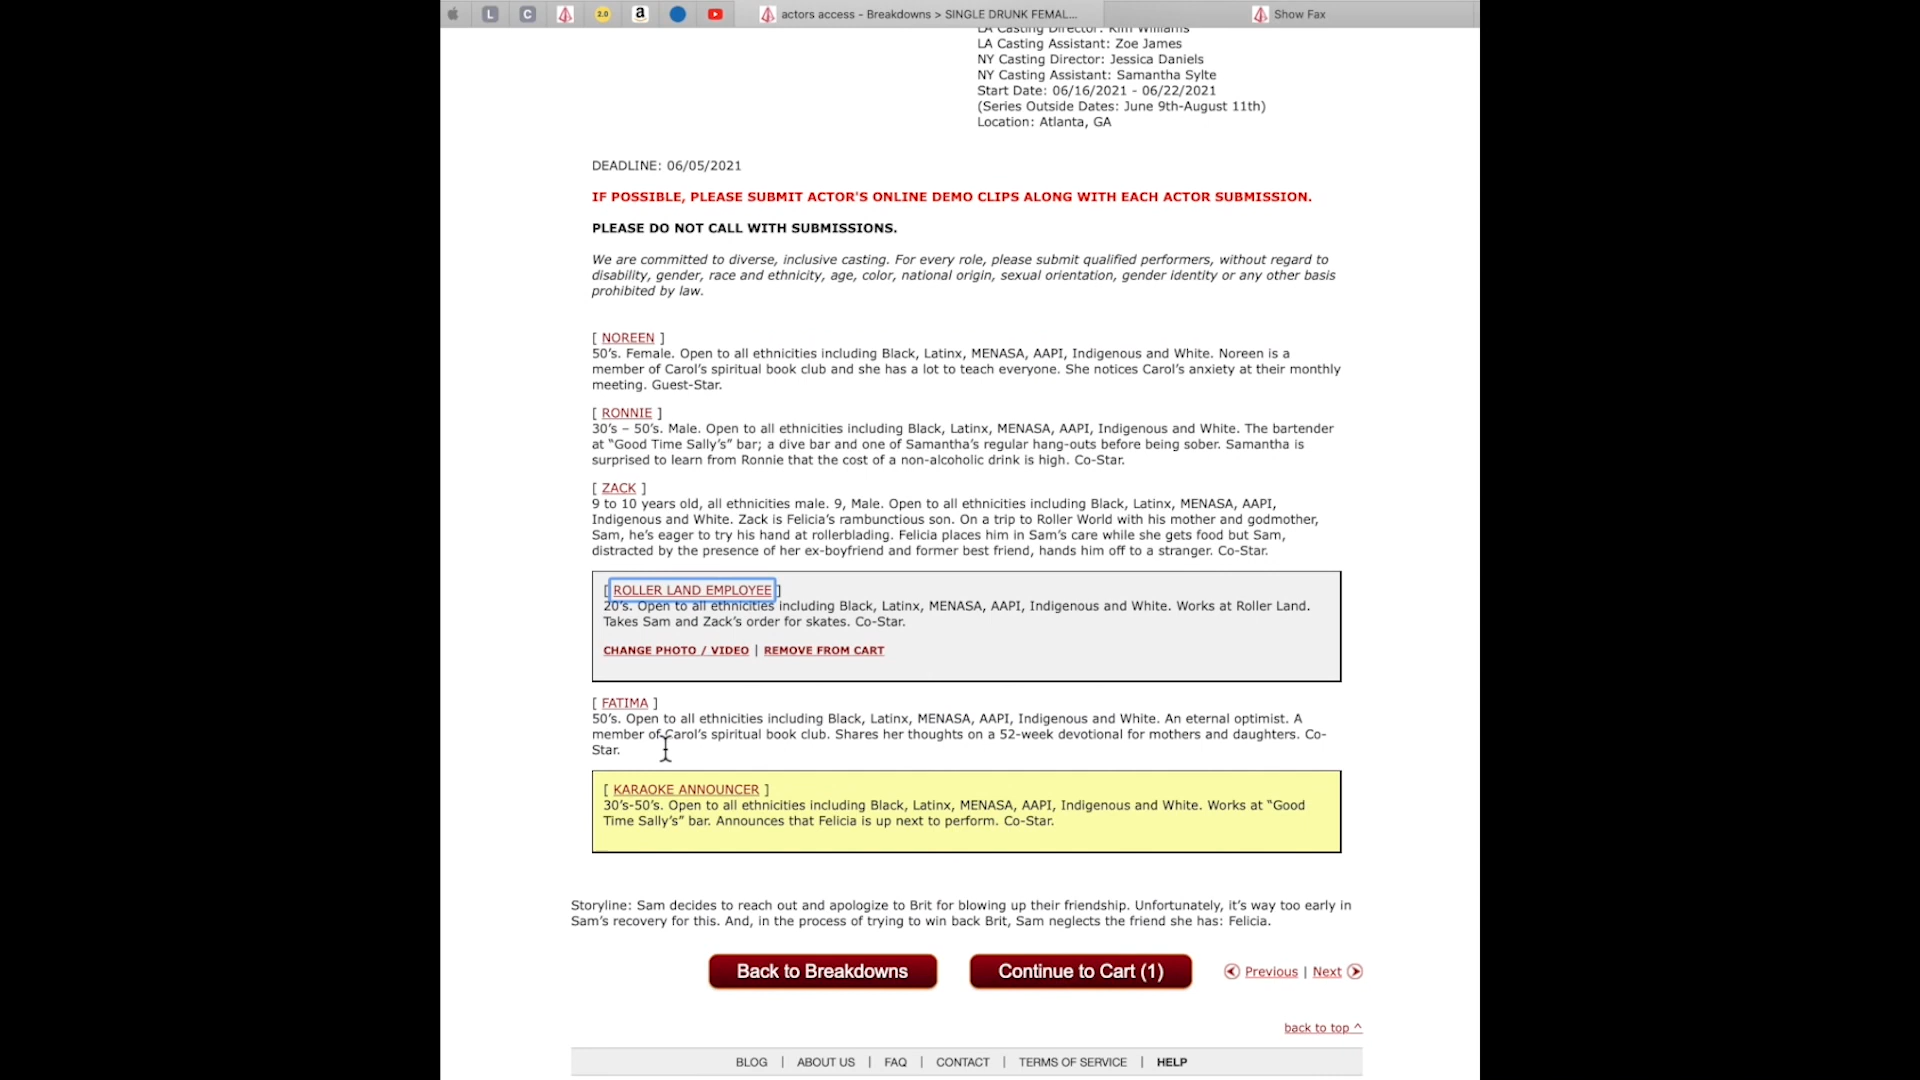 L C 2.0 a actors access - Breakdowns > SINGLE DRUNK FEMAL... Show Fax
LA Casting Director: Kim Williams
LA Casting Assistant: Zoe James
NY Casting Director: Jessica Daniels
NY Casting Assistant: Samantha Sylte
Start Date: 06/16/2021 - 06/22/2021
(Series Outside Dates: June 9th-August 11th)
Location: Atlanta, GA
DEADLINE: 06/05/2021
IF POSSIBLE, PLEASE SUBMIT ACTOR'S ONLINE DEMO CLIPS ALONG WITH EACH ACTOR SUBMISSION.
PLEASE DO NOT CALL WITH SUBMISSIONS.
We are committed to diverse, inclusive casting. For every role, please submit qualified performers, without regard to
disability, gender, race and ethnicity, age, color, national origin, sexual orientation, gender identity or any other basis
prohibited by law.
[ NOREEN ]
50’s. Female. Open to all ethnicities including Black, Latinx, MENASA, AAPI, Indigenous and White. Noreen is a
member of Carol’s spiritual book club and she has a lot to teach everyone. She notices Carol’s anxiety at their monthly
meeting. Guest-Star.
[ RONNIE ]
30’s – 50’s. Male. Open to all ethnicities including Black, Latinx, MENASA, AAPI, Indigenous and White. The bartender
at “Good Time Sally’s” bar; a dive bar and one of Samantha’s regular hang-outs before being sober. Samantha is
surprised to learn from Ronnie that the cost of a non-alcoholic drink is high. Co-Star.
[ ZACK ]
9 to 10 years old, all ethnicities male. 9, Male. Open to all ethnicities including Black, Latinx, MENASA, AAPI,
Indigenous and White. Zack is Felicia’s rambunctious son. On a trip to Roller World with his mother and godmother,
Sam, he’s eager to try his hand at rollerblading. Felicia places him in Sam’s care while she gets food but Sam,
distracted by the presence of her ex-boyfriend and former best friend, hands him off to a stranger. Co-Star.
[ ROLLER LAND EMPLOYEE ]
20’s. Open to all ethnicities including Black, Latinx, MENASA, AAPI, Indigenous and White. Works at Roller Land.
Takes Sam and Zack’s order for skates. Co-Star.
CHANGE PHOTO / VIDEO | REMOVE FROM CART
[ FATIMA ]
50’s. Open to all ethnicities including Black, Latinx, MENASA, AAPI, Indigenous and White. An eternal optimist. A
member of Carol’s spiritual book club. Shares her thoughts on a 52-week devotional for mothers and daughters. Co-
Star.
[ KARAOKE ANNOUNCER ]
30’s-50’s. Open to all ethnicities including Black, Latinx, MENASA, AAPI, Indigenous and White. Works at “Good
Time Sally’s” bar. Announces that Felicia is up next to perform. Co-Star.
Storyline: Sam decides to reach out and apologize to Brit for blowing up their friendship. Unfortunately, it’s way too early in
Sam’s recovery for this. And, in the process of trying to win back Brit, Sam neglects the friend she has: Felicia.
Back to Breakdowns Continue to Cart (1) Previous | Next
back to top ^
BLOG | ABOUT US | FAQ | CONTACT | TERMS OF SERVICE | HELP